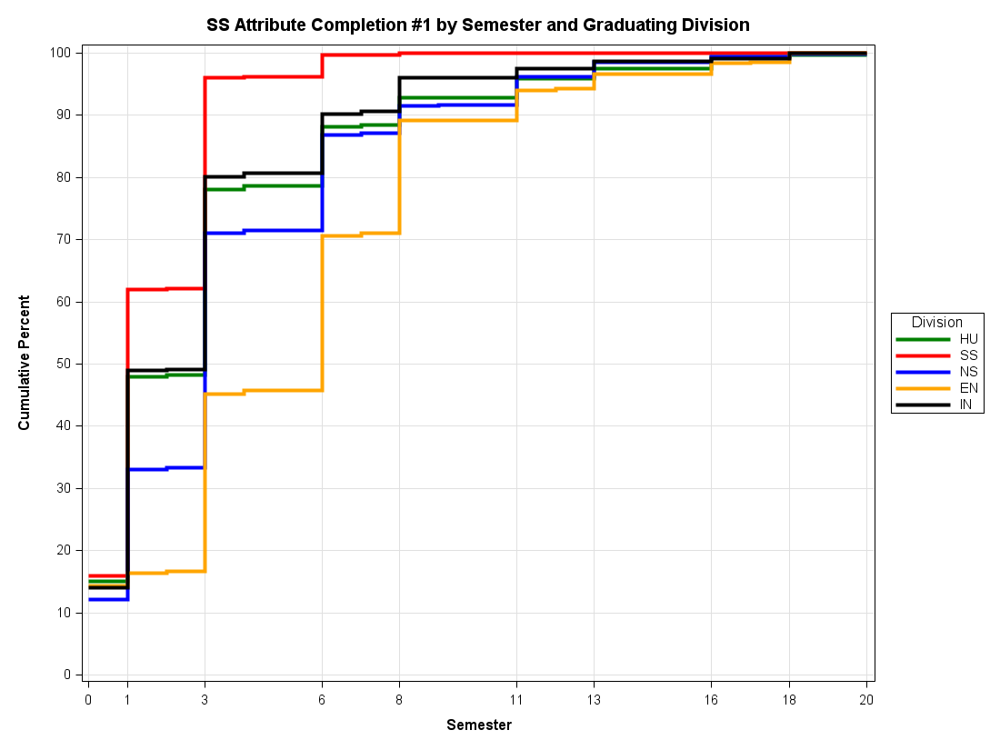 SS Attribute Completion #1 by Semester and Graduating Division
100
90
80
70
60
50
40
30
20
10
0
Cumulative Percent
0 1 3 6 8 11 13 16 18 20
Semester
Division
HU
SS
NS
EN
IN